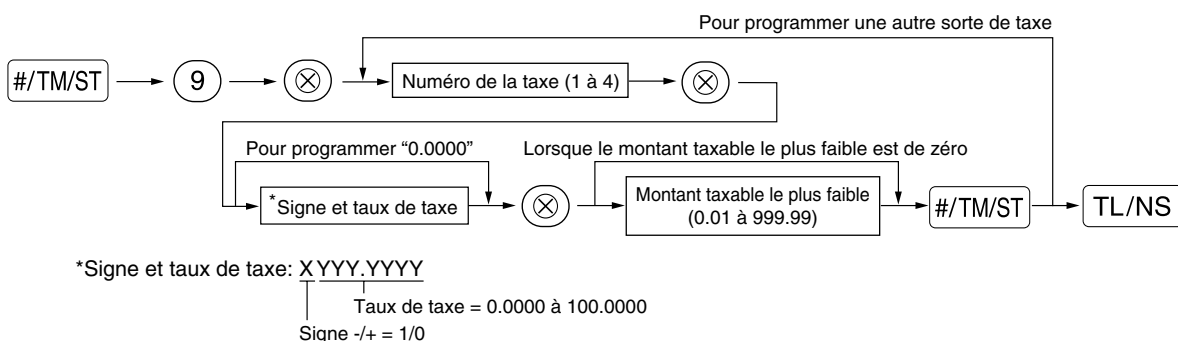 Pour programmer une autre sorte de taxe
#/TM/ST 9 ⊗ Numéro de la taxe (1 à 4) ⊗
Pour programmer “0.0000” Lorsque le montant taxable le plus faible est de zéro
*Signe et taux de taxe ⊗ Montant taxable le plus faible
(0.01 à 999.99) #/TM/ST TL/NS
*Signe et taux de taxe: X YYY.YYYY
Taux de taxe = 0.0000 à 100.0000
Signe -/+ = 1/0